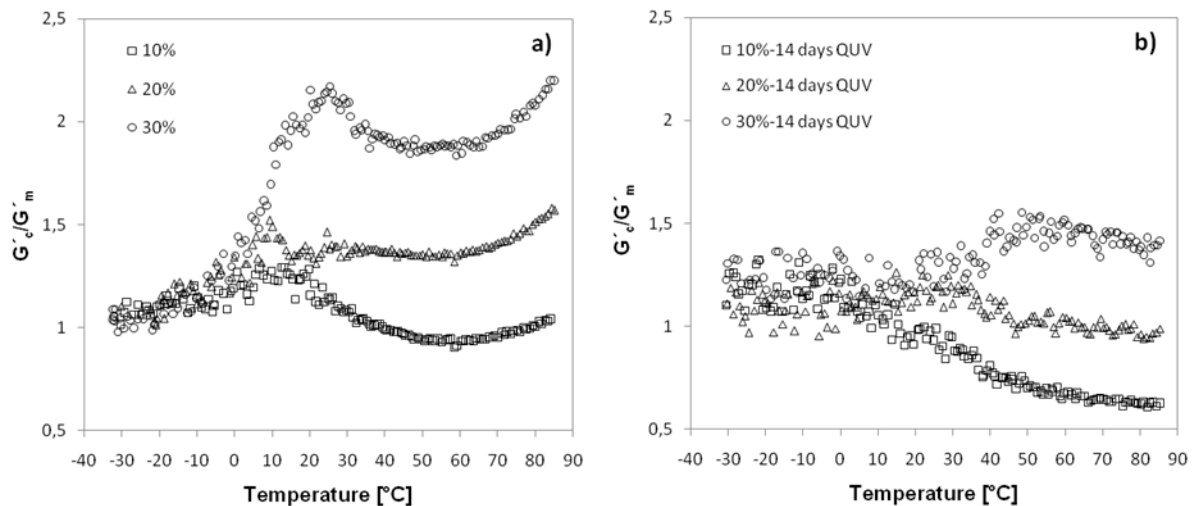 a)
10%
20%
30%
2,5
2
1,5
1
0,5
G´c/G´m
-40 -30 -20 -10 0 10 20 30 40 50 60 70 80 90
Temperature [°C]
b)
10%-14 days QUV
20%-14 days QUV
30%-14 days QUV
2,5
2
1,5
1
0,5
G´c/G´m
-40 -30 -20 -10 0 10 20 30 40 50 60 70 80 90
Temperature [°C]